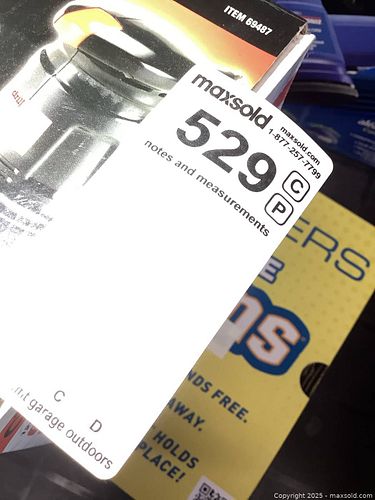 ITEM 69487
maxsold
maxsold.com
1-877-257-7799
529
C
P
notes and measurements
C D
garage outdoors
ERS
NDS FREE.
AWAY.
HOLDS
PLACE!
Copyright 2025 - maxsold.com